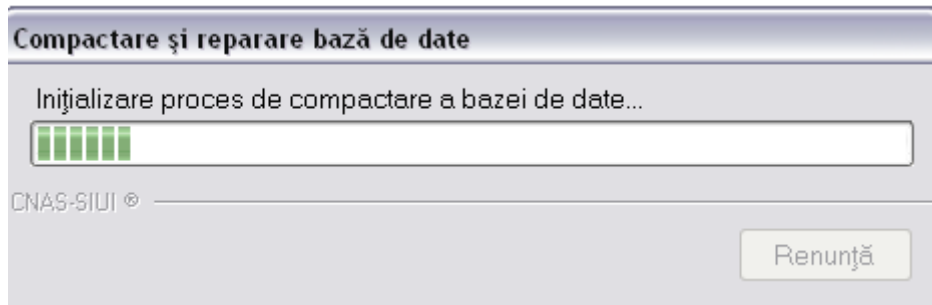 Compactare şi reparare bază de date
Iniţializare proces de compactare a bazei de date...
CNAS-SIUI ®
Renunţă